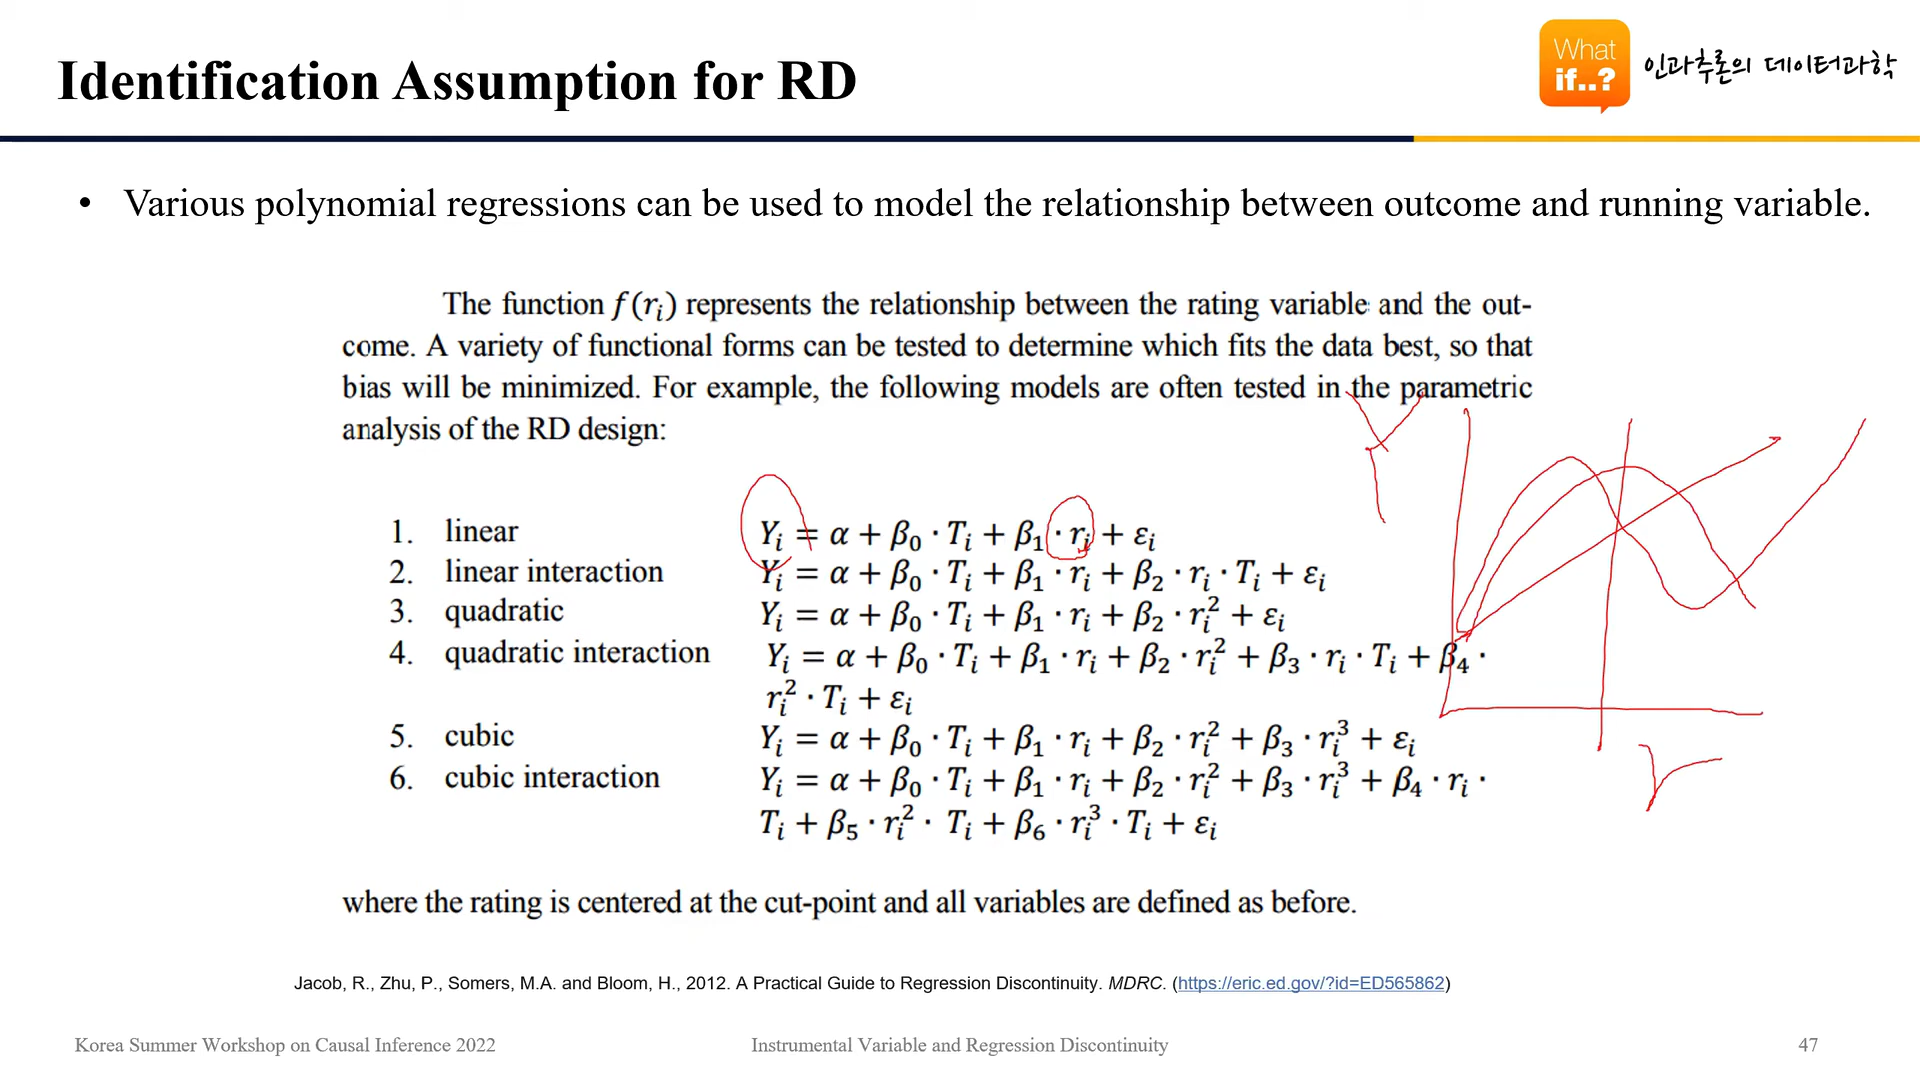 Identification Assumption for RD
What
if..?
인과추론의 데이터과학
• Various polynomial regressions can be used to model the relationship between outcome and running variable.
The function f(rᵢ) represents the relationship between the rating variable and the out-
come. A variety of functional forms can be tested to determine which fits the data best, so that
bias will be minimized. For example, the following models are often tested in the parametric
analysis of the RD design:
1. linear Yᵢ = α + β₀ · Tᵢ + β₁ · rᵢ + εᵢ
2. linear interaction Yᵢ = α + β₀ · Tᵢ + β₁ · rᵢ + β₂ · rᵢ · Tᵢ + εᵢ
3. quadratic Yᵢ = α + β₀ · Tᵢ + β₁ · rᵢ + β₂ · rᵢ² + εᵢ
4. quadratic interaction Yᵢ = α + β₀ · Tᵢ + β₁ · rᵢ + β₂ · rᵢ² + β₃ · rᵢ · Tᵢ + β₄ ·
rᵢ² · Tᵢ + εᵢ
5. cubic Yᵢ = α + β₀ · Tᵢ + β₁ · rᵢ + β₂ · rᵢ² + β₃ · rᵢ³ + εᵢ
6. cubic interaction Yᵢ = α + β₀ · Tᵢ + β₁ · rᵢ + β₂ · rᵢ² + β₃ · rᵢ³ + β₄ · rᵢ ·
Tᵢ + β₅ · rᵢ² · Tᵢ + β₆ · rᵢ³ · Tᵢ + εᵢ
Y
r
where the rating is centered at the cut-point and all variables are defined as before.
Jacob, R., Zhu, P., Somers, M.A. and Bloom, H., 2012. A Practical Guide to Regression Discontinuity. MDRC. (https://eric.ed.gov/?id=ED565862)
Korea Summer Workshop on Causal Inference 2022
Instrumental Variable and Regression Discontinuity
47